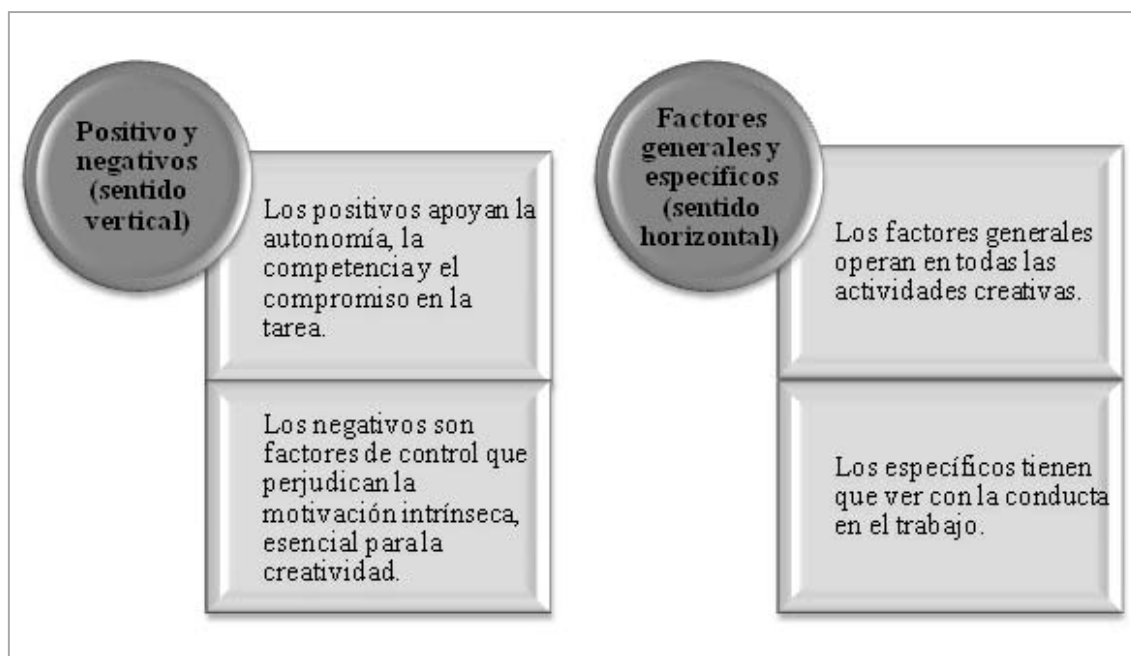 Positivo y
negativos
(sentido
vertical)
Los positivos apoyan la
autonomía, la
competencia y el
compromiso en la
tarea.
Los negativos son
factores de control que
perjudican la
motivación intrínseca,
esencial para la
creatividad.
Factores
generales y
específicos
(sentido
horizontal)
Los factores generales
operan en todas las
actividades creativas.
Los específicos tienen
que ver con la conducta
en el trabajo.